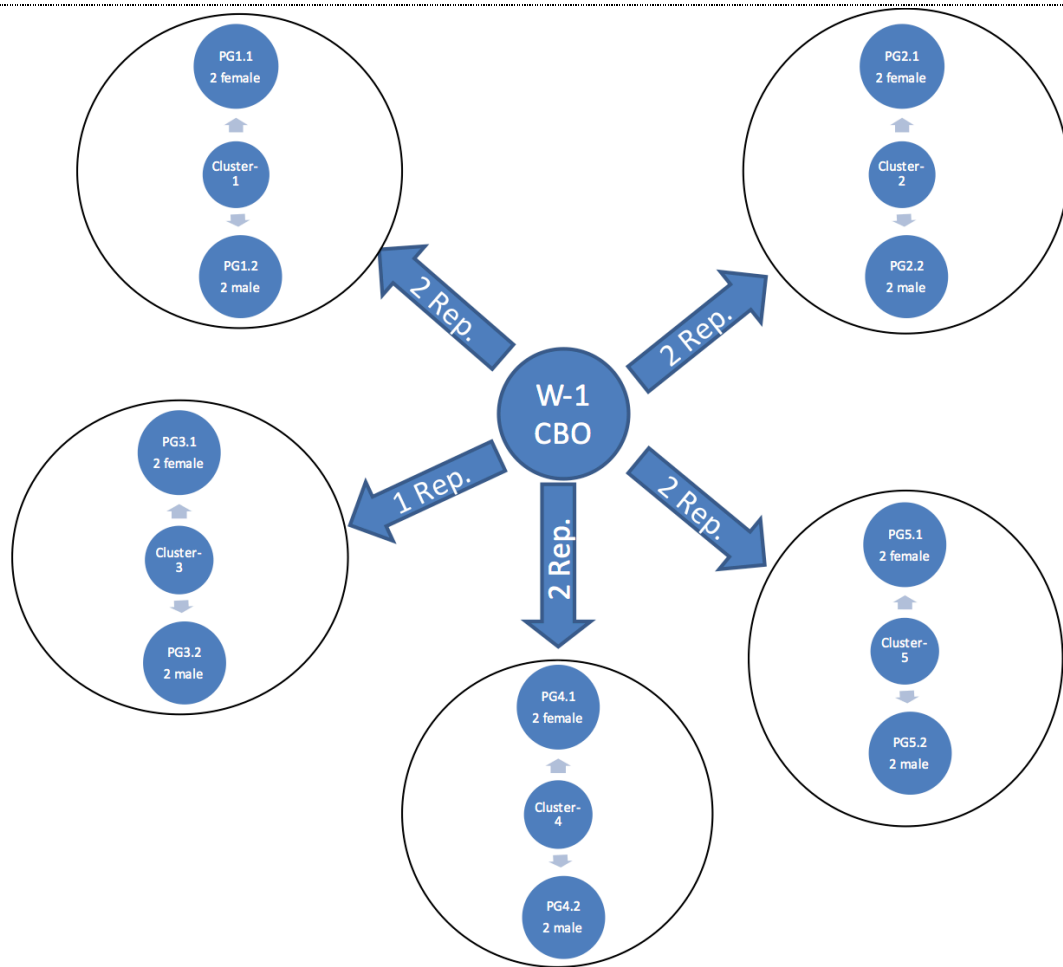 PG1.1
2 female
Cluster-
1
PG1.2
2 male
PG2.1
2 female
Cluster-
2
PG2.2
2 male
2 Rep.
2 Rep.
W-1
CBO
1 Rep.
2 Rep.
2 Rep.
PG3.1
2 female
Cluster-
3
PG3.2
2 male
PG4.1
2 female
Cluster-
4
PG4.2
2 male
PG5.1
2 female
Cluster-
5
PG5.2
2 male